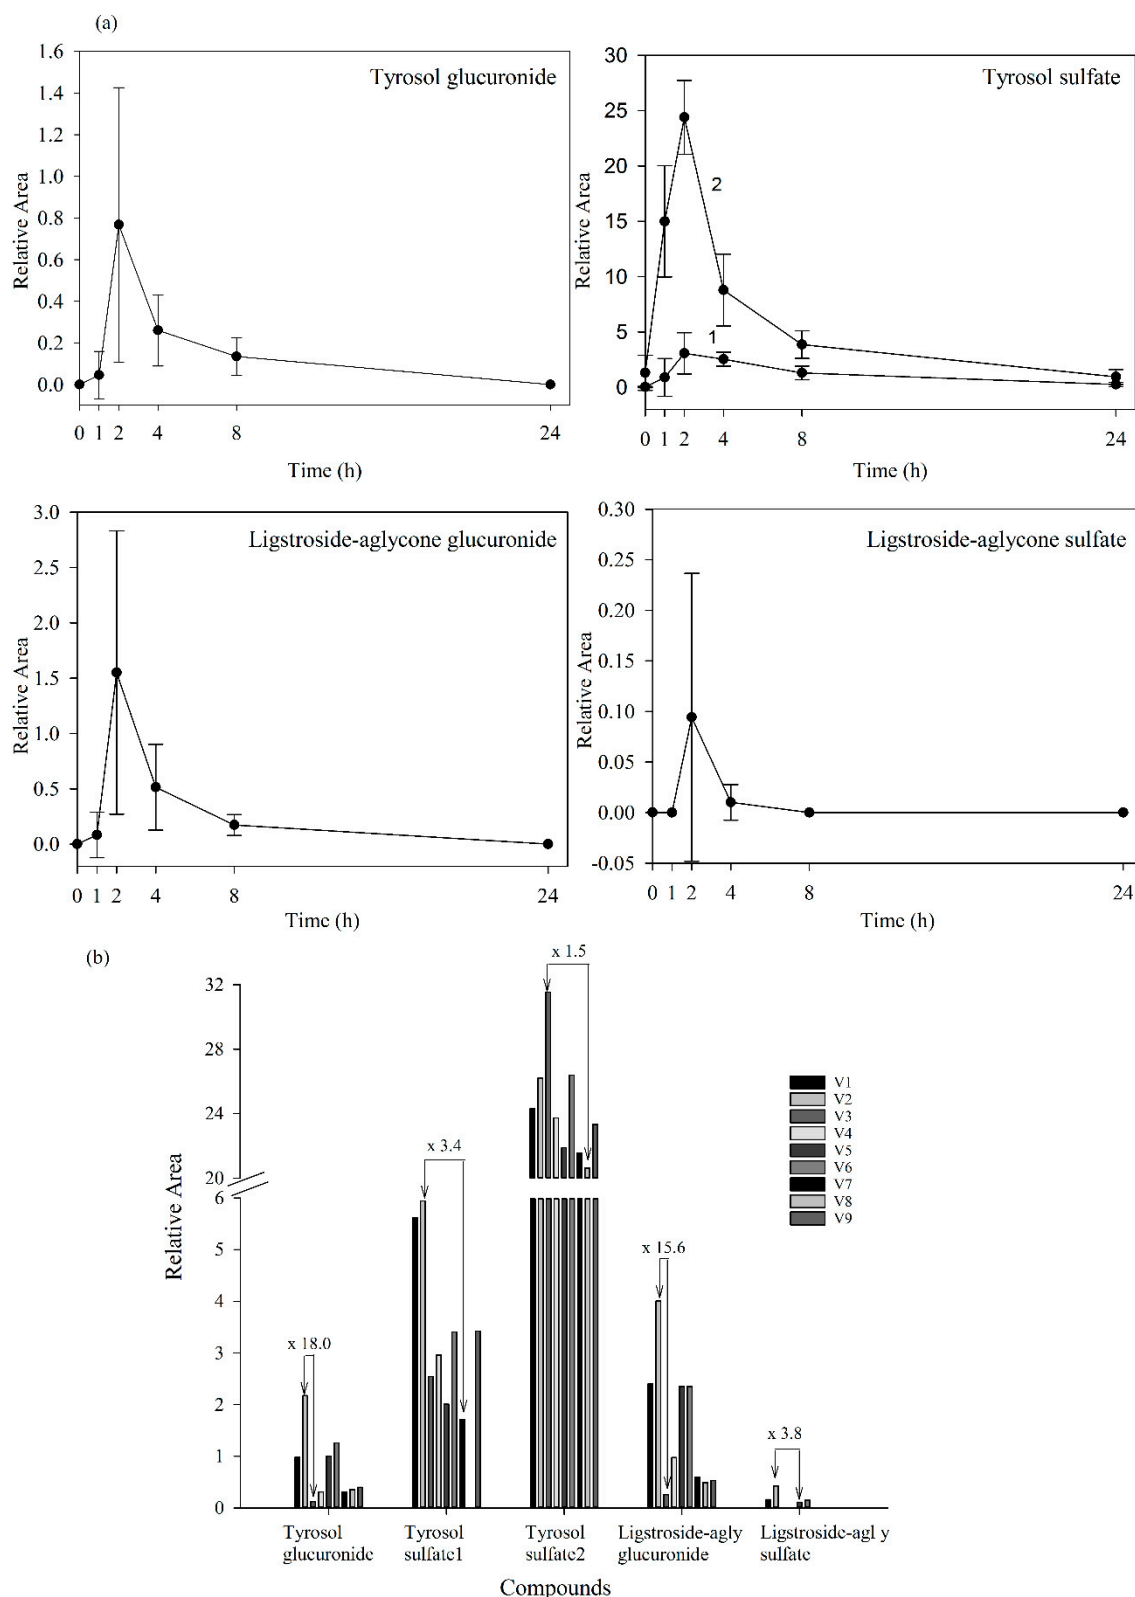 (a)
Tyrosol glucuronide
Relative Area
1.6
1.4
1.2
1.0
0.8
0.6
0.4
0.2
0.0
0 1 2 4 8 24
Time (h)
Tyrosol sulfate
Relative Area
30
25
20
15
10
5
0
2
1
0 1 2 4 8 24
Time (h)
Ligstroside-aglycone glucuronide
Relative Area
3.0
2.5
2.0
1.5
1.0
0.5
0.0
0 1 2 4 8 24
Time (h)
Ligstroside-aglycone sulfate
Relative Area
0.30
0.25
0.20
0.15
0.10
0.05
0.00
-0.05
0 1 2 4 8 24
Time (h)
(b)
Relative Area
32
28
24
20
6
5
4
3
2
1
0
x 18.0
x 3.4
x 1.5
x 15.6
x 3.8
V1
V2
V3
V4
V5
V6
V7
V8
V9
Tyrosol
glucuronide
Tyrosol
sulfate1
Tyrosol
sulfate2
Ligstroside-agly
glucuronide
Ligstroside-agly
sulfate
Compounds